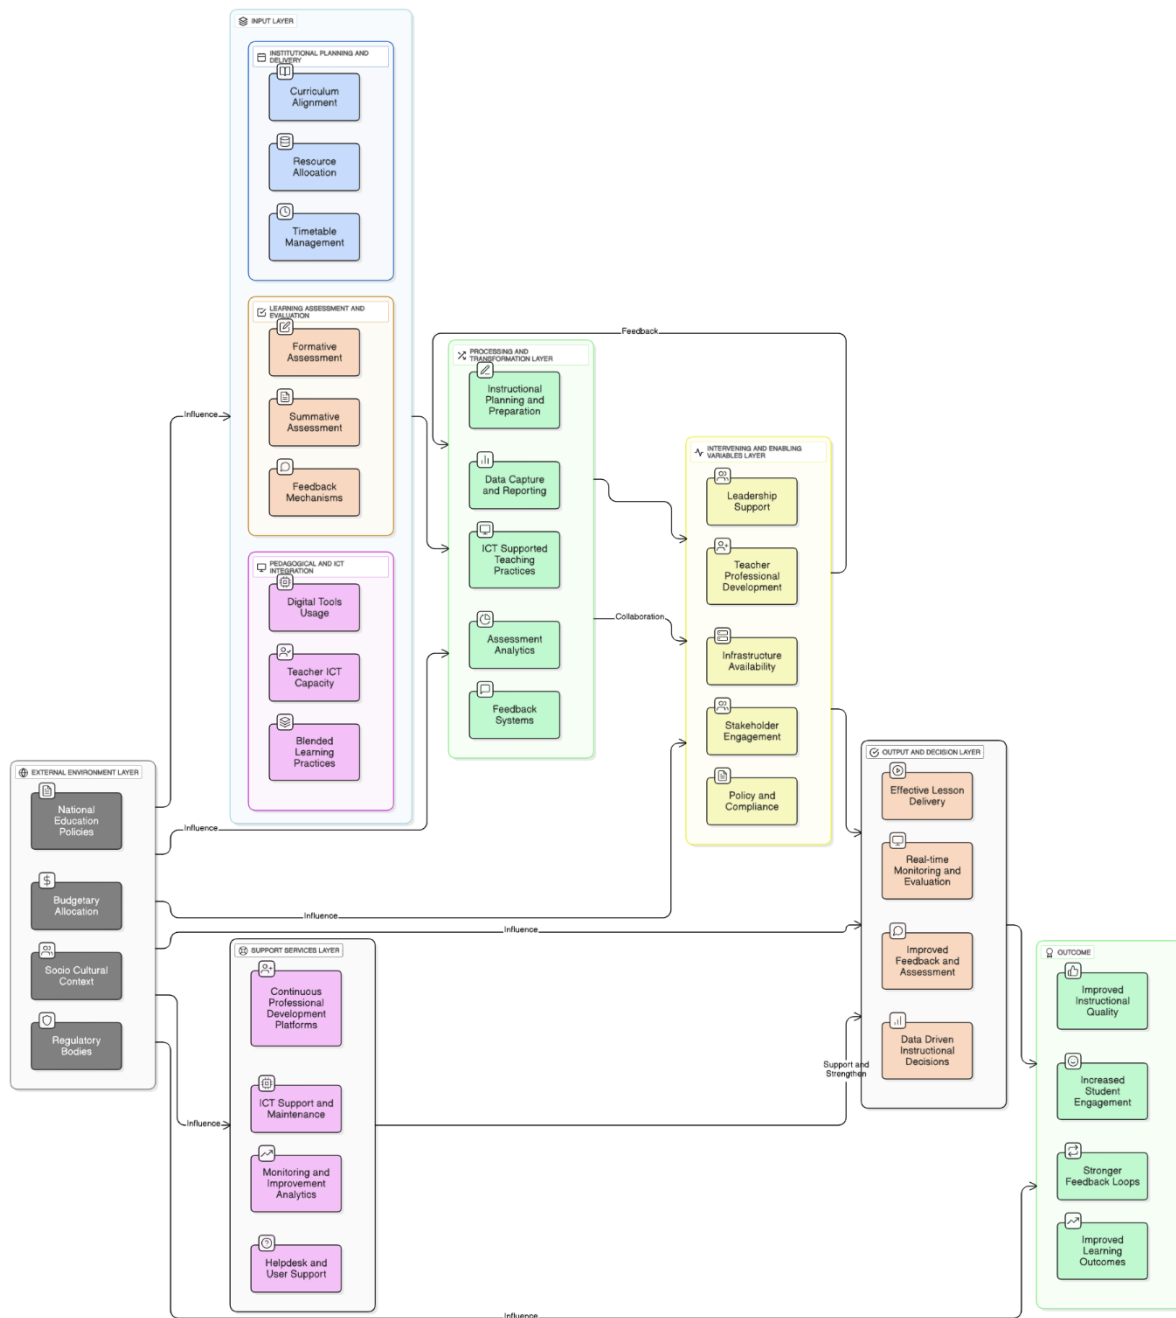 INPUT LAYER
INSTITUTIONAL PLANNING AND
DELIVERY
Curriculum
Alignment
Resource
Allocation
Timetable
Management
LEARNING ASSESSMENT AND
EVALUATION
Formative
Assessment
Summative
Assessment
Feedback
Mechanisms
PEDAGOGICAL AND ICT
INTEGRATION
Digital Tools
Usage
Teacher ICT
Capacity
Blended
Learning
Practices
Influence
Feedback
PROCESSING AND
TRANSFORMATION LAYER
Instructional
Planning and
Preparation
Data Capture
and Reporting
ICT Supported
Teaching
Practices
Assessment
Analytics
Feedback
Systems
Collaboration
INTERVENING AND ENABLING
VARIABLES LAYER
Leadership
Support
Teacher
Professional
Development
Infrastructure
Availability
Stakeholder
Engagement
Policy and
Compliance
EXTERNAL ENVIRONMENT LAYER
National
Education
Policies
Budgetary
Allocation
Socio Cultural
Context
Regulatory
Bodies
Influence
Influence
Influence
Influence
Influence
SUPPORT SERVICES LAYER
Continuous
Professional
Development
Platforms
ICT Support and
Maintenance
Monitoring and
Improvement
Analytics
Helpdesk and
User Support
Support and
Strengthen
OUTPUT AND DECISION LAYER
Effective Lesson
Delivery
Real-time
Monitoring and
Evaluation
Improved
Feedback and
Assessment
Data Driven
Instructional
Decisions
OUTCOME
Improved
Instructional
Quality
Increased
Student
Engagement
Stronger
Feedback Loops
Improved
Learning
Outcomes